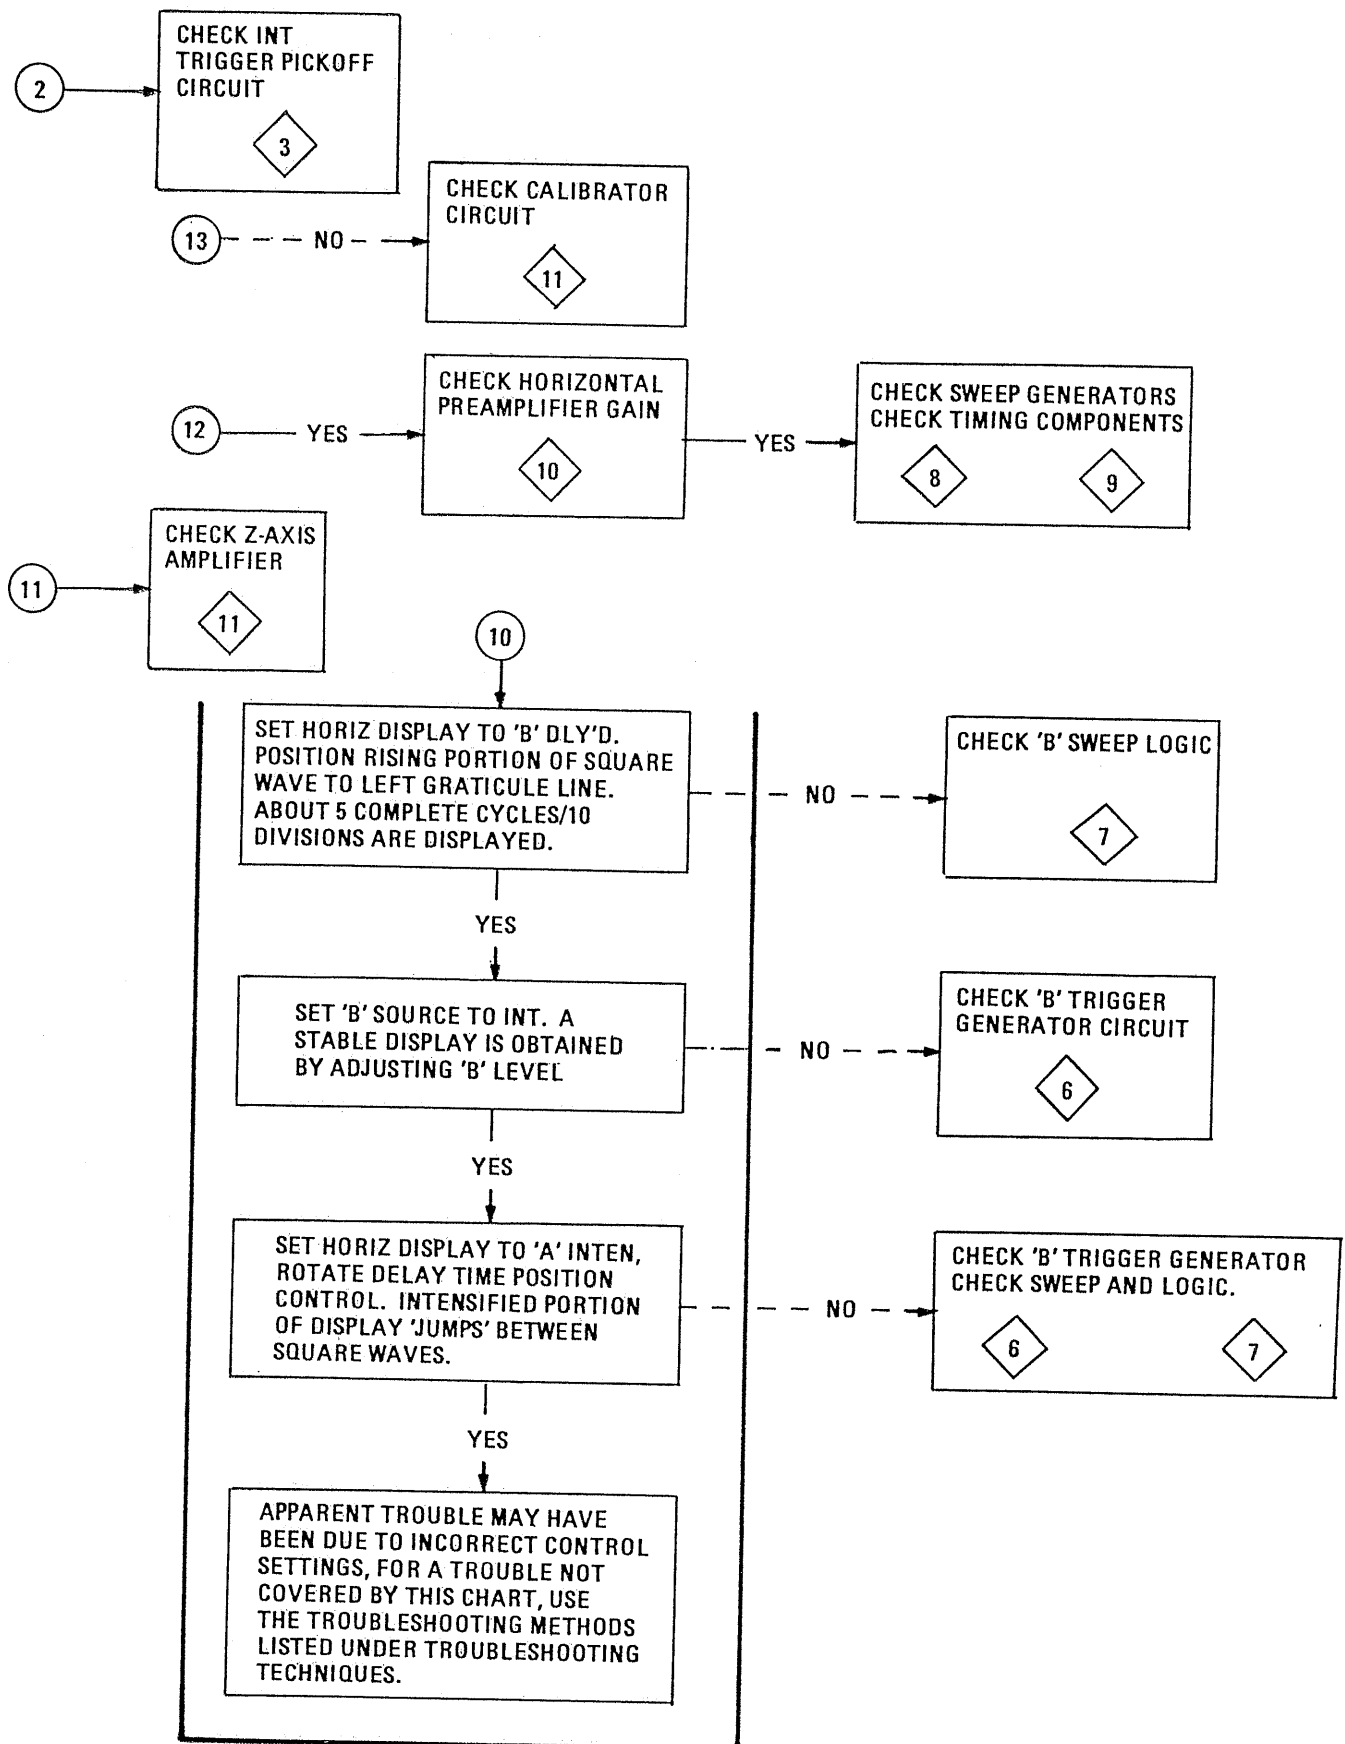 CHECK INT
TRIGGER PICKOFF
CIRCUIT
2
3
CHECK CALIBRATOR
CIRCUIT
13
NO
11
CHECK HORIZONTAL
PREAMPLIFIER GAIN
12
YES
10
YES
CHECK SWEEP GENERATORS
CHECK TIMING COMPONENTS
8
9
CHECK Z-AXIS
AMPLIFIER
11
11
10
SET HORIZ DISPLAY TO 'B' DLY'D.
POSITION RISING PORTION OF SQUARE
WAVE TO LEFT GRATICULE LINE.
ABOUT 5 COMPLETE CYCLES/10
DIVISIONS ARE DISPLAYED.
NO
CHECK 'B' SWEEP LOGIC
7
YES
SET 'B' SOURCE TO INT. A
STABLE DISPLAY IS OBTAINED
BY ADJUSTING 'B' LEVEL
NO
CHECK 'B' TRIGGER
GENERATOR CIRCUIT
6
YES
SET HORIZ DISPLAY TO 'A' INTEN,
ROTATE DELAY TIME POSITION
CONTROL. INTENSIFIED PORTION
OF DISPLAY 'JUMPS' BETWEEN
SQUARE WAVES.
NO
CHECK 'B' TRIGGER GENERATOR
CHECK SWEEP AND LOGIC.
6
7
YES
APPARENT TROUBLE MAY HAVE
BEEN DUE TO INCORRECT CONTROL
SETTINGS, FOR A TROUBLE NOT
COVERED BY THIS CHART, USE
THE TROUBLESHOOTING METHODS
LISTED UNDER TROUBLESHOOTING
TECHNIQUES.